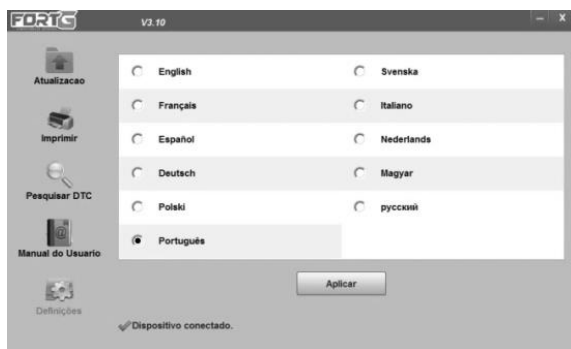 FORTG
V3.10
Atualizacao
Imprimir
Pesquisar DTC
Manual do Usuario
Definições
English
Svenska
Français
Italiano
Español
Nederlands
Deutsch
Magyar
Polski
русский
Português
Aplicar
Dispositivo conectado.